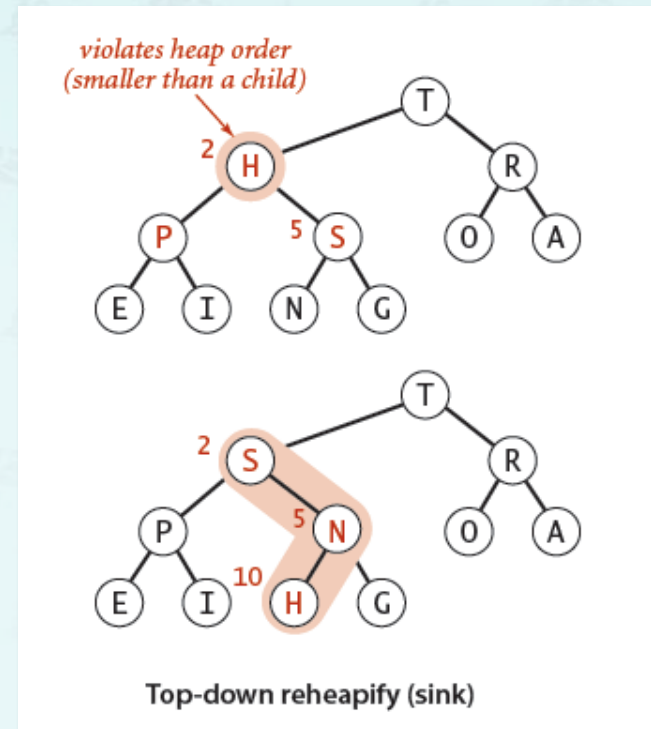 violates heap order
(smaller than a child)
T
2 H R
P 5 S O A
E I N G
T
2 S R
P 5 N O A
E I 10 H G
Top-down reheapify (sink)